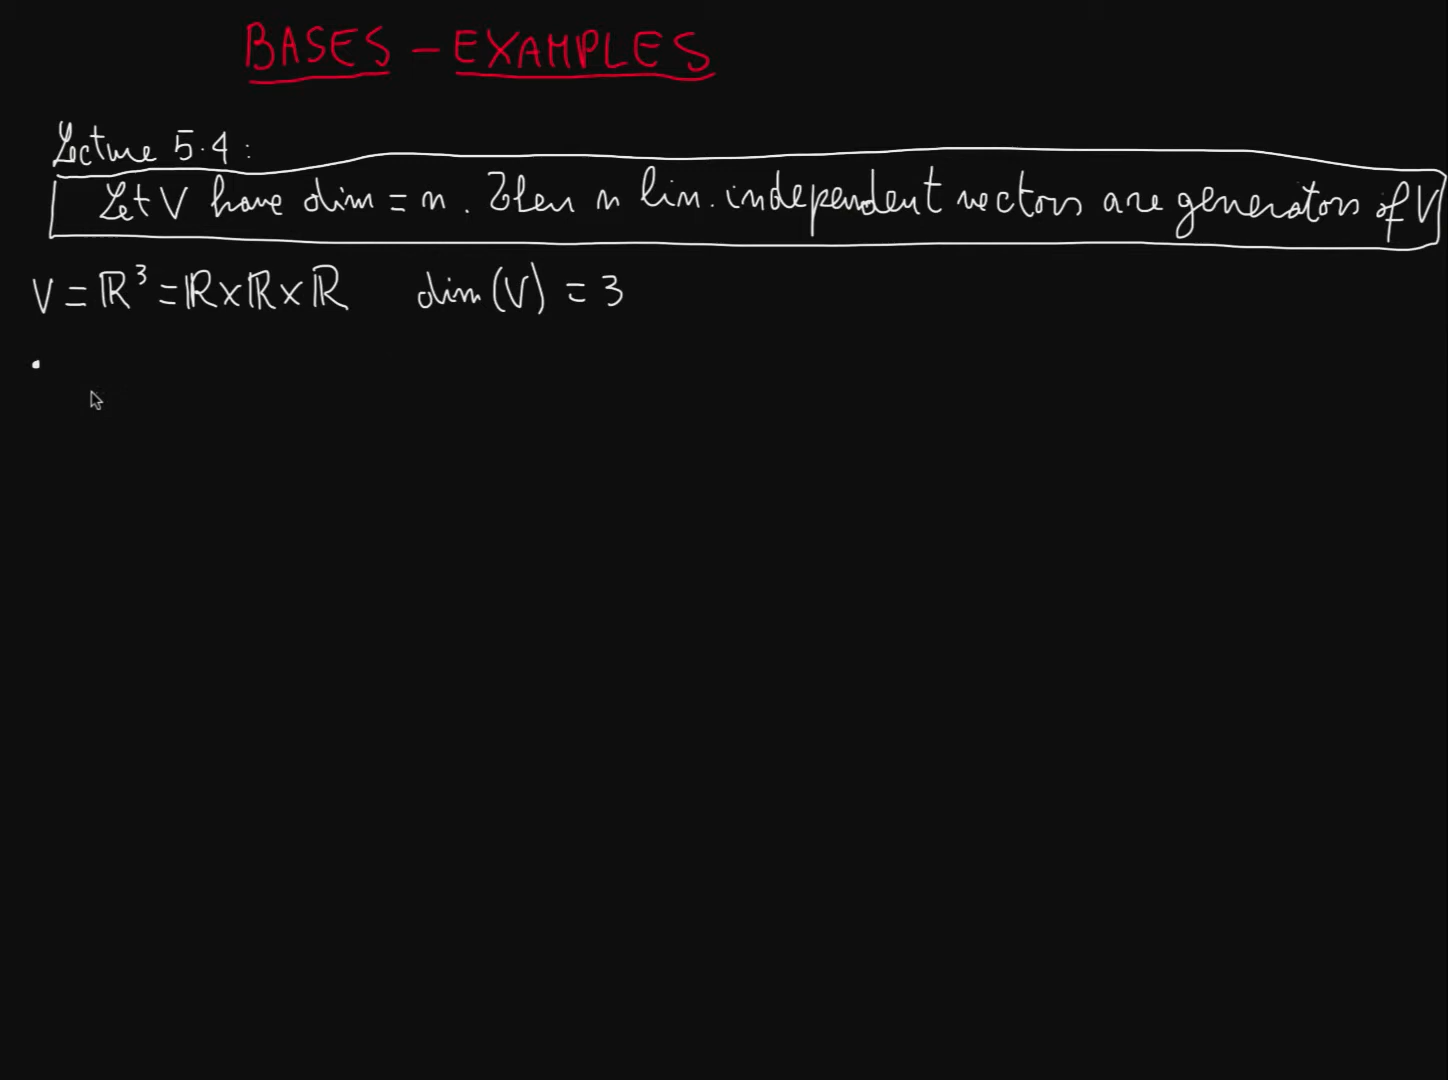 BASES - EXAMPLES
Lecture 5.4:
Let V have dim = n. Then n lin. independent vectors are generators of V
V = ℝ³ = ℝ×ℝ×ℝ dim(V) = 3